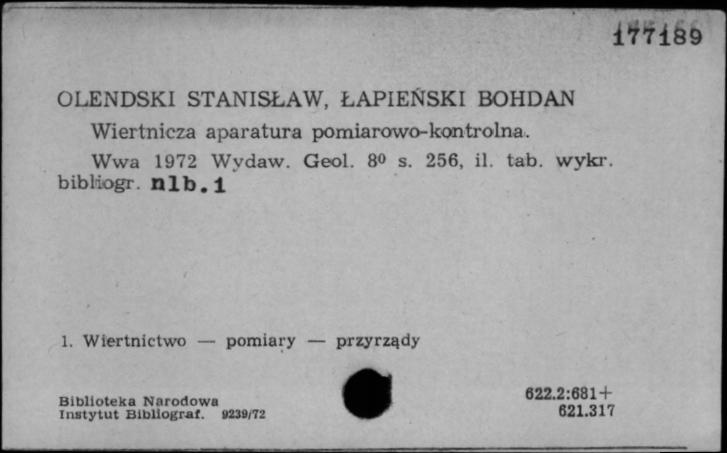 177189
OLENDSKI STANISŁAW, ŁAPIEŃSKI BOHDAN
Wiertnicza aparatura pomiarowo-kontrolna.
Wwa 1972 Wydaw. Geol. 8º s. 256, il. tab. wykr.
bibliogr. nlb.1
1. Wiertnictwo — pomiary — przyrządy
Biblioteka Narodowa
Instytut Bibliograf. 9239/72
622.2:681+
621.317